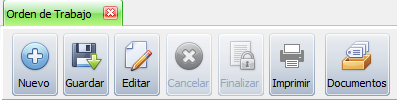 Orden de Trabajo
Nuevo Guardar Editar Cancelar Finalizar Imprimir Documentos